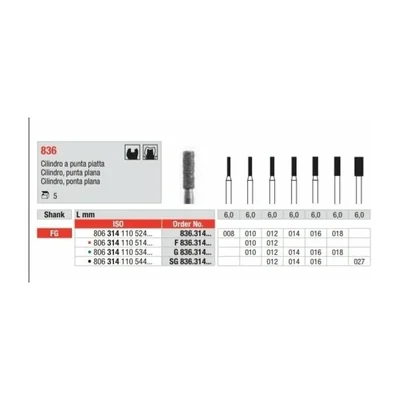 836
Cilindro a punta piatta
Cilindro, punta plana
Cilindro, ponta plana
5
Shank L mm 6,0 6,0 6,0 6,0 6,0 6,0 6,0
ISO Order No.
FG 806 314 110 524... 836.314... 008 010 012 014 016 018
806 314 110 514... F 836.314... 010 012
806 314 110 534... G 836.314... 010 012 014 016 018
806 314 110 544... SG 836.314... 012 014 016 027